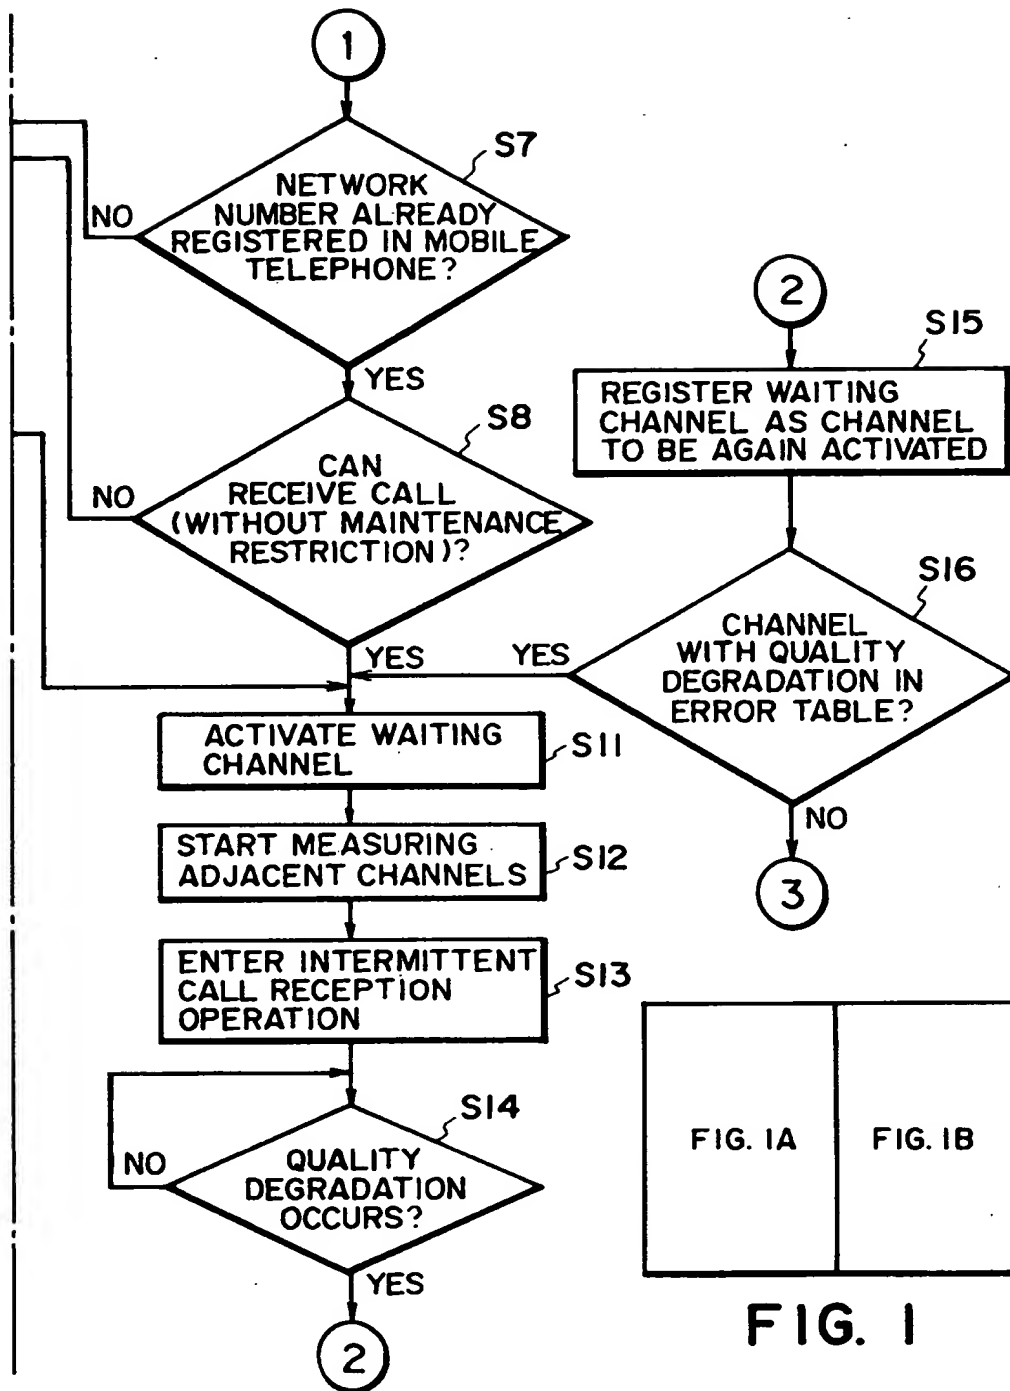 1
S7
NETWORK
NUMBER ALREADY
REGISTERED IN MOBILE
TELEPHONE?
NO
YES
S8
CAN
RECEIVE CALL
(WITHOUT MAINTENANCE
RESTRICTION)?
NO
YES
2
S15
REGISTER WAITING
CHANNEL AS CHANNEL
TO BE AGAIN ACTIVATED
S16
CHANNEL
WITH QUALITY
DEGRADATION IN
ERROR TABLE?
YES
NO
3
ACTIVATE WAITING
CHANNEL
S11
START MEASURING
ADJACENT CHANNELS
S12
ENTER INTERMITTENT
CALL RECEPTION
OPERATION
S13
S14
QUALITY
DEGRADATION
OCCURS?
NO
YES
2
FIG. 1A
FIG. 1B
FIG. 1